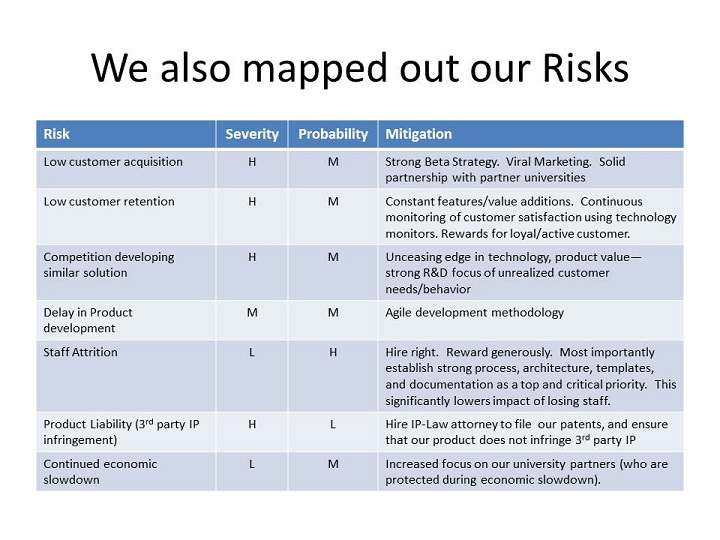 We also mapped out our Risks
Risk Severity Probability Mitigation
Low customer acquisition H M Strong Beta Strategy. Viral Marketing. Solid
partnership with partner universities
Low customer retention H M Constant features/value additions. Continuous
monitoring of customer satisfaction using technology
monitors. Rewards for loyal/active customer.
Competition developing H M Unceasing edge in technology, product value—
similar solution strong R&D focus of unrealized customer
needs/behavior
Delay in Product M M Agile development methodology
development
Staff Attrition L H Hire right. Reward generously. Most importantly
establish strong process, architecture, templates,
and documentation as a top and critical priority. This
significantly lowers impact of losing staff.
Product Liability (3rd party IP H L Hire IP-Law attorney to file our patents, and ensure
infringement) that our product does not infringe 3rd party IP
Continued economic L M Increased focus on our university partners (who are
slowdown protected during economic slowdown).